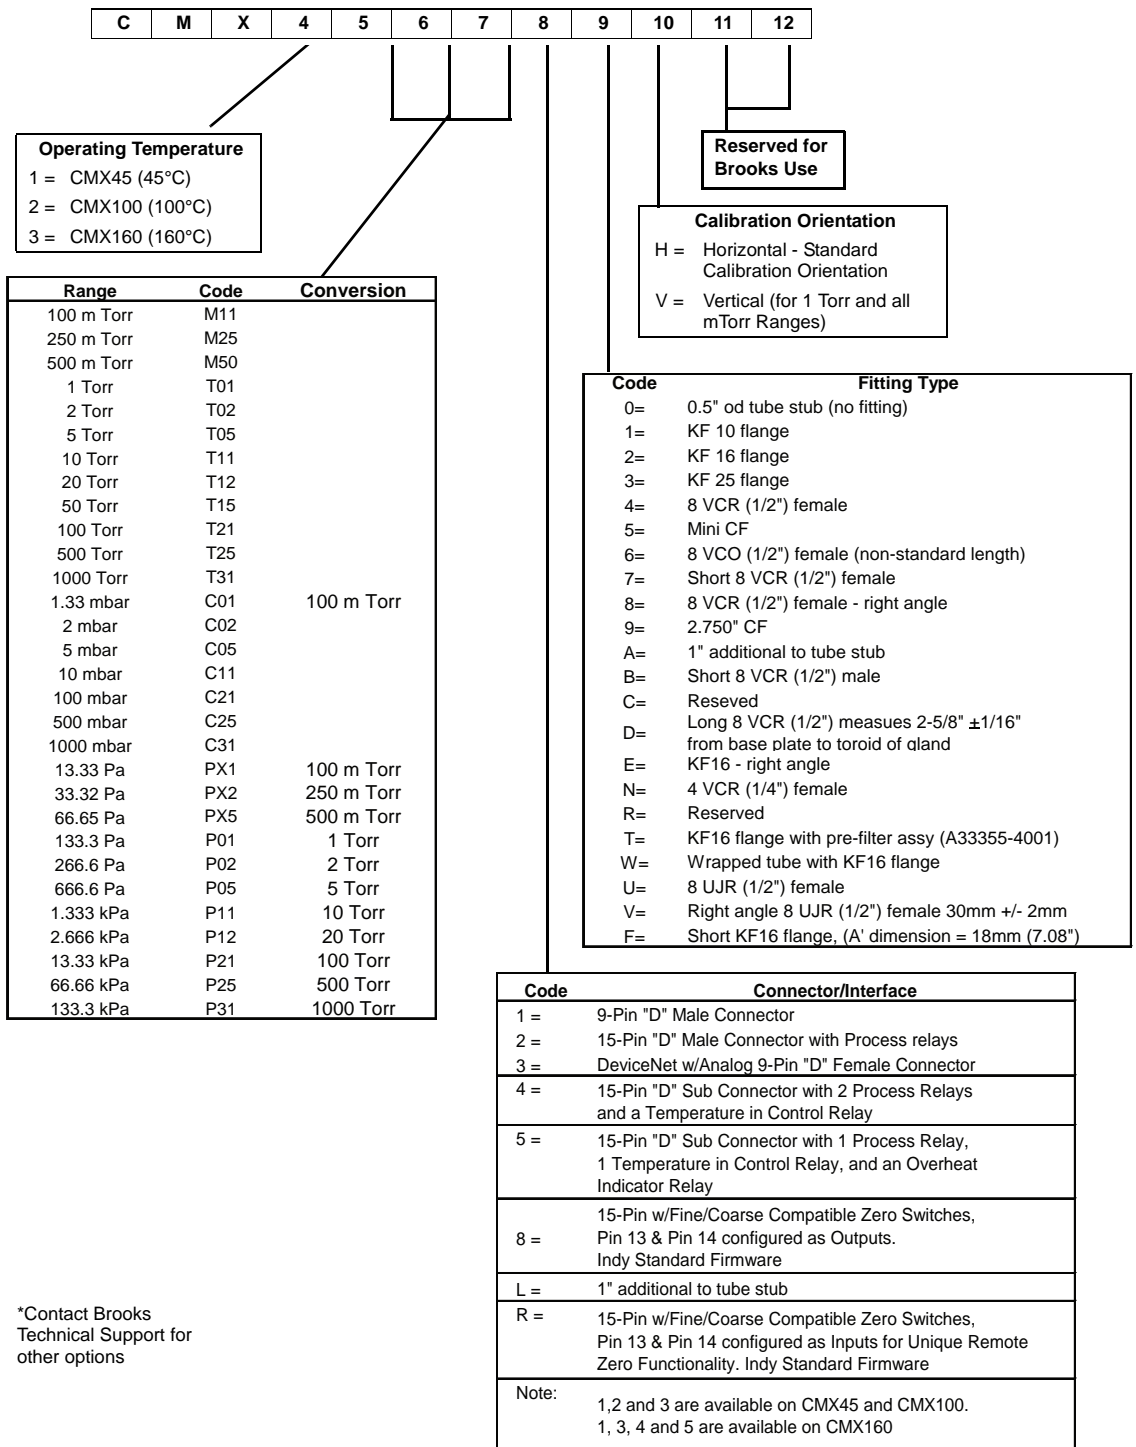 C M X 4 5 6 7 8 9 10 11 12
Operating Temperature
1 = CMX45 (45°C)
2 = CMX100 (100°C)
3 = CMX160 (160°C)
Reserved for
Brooks Use
Calibration Orientation
H = Horizontal - Standard
Calibration Orientation
V = Vertical (for 1 Torr and all
mTorr Ranges)
Range Code Conversion
100 m Torr M11
250 m Torr M25
500 m Torr M50
1 Torr T01
2 Torr T02
5 Torr T05
10 Torr T11
20 Torr T12
50 Torr T15
100 Torr T21
500 Torr T25
1000 Torr T31
1.33 mbar C01 100 m Torr
2 mbar C02
5 mbar C05
10 mbar C11
100 mbar C21
500 mbar C25
1000 mbar C31
13.33 Pa PX1 100 m Torr
33.32 Pa PX2 250 m Torr
66.65 Pa PX5 500 m Torr
133.3 Pa P01 1 Torr
266.6 Pa P02 2 Torr
666.6 Pa P05 5 Torr
1.333 kPa P11 10 Torr
2.666 kPa P12 20 Torr
13.33 kPa P21 100 Torr
66.66 kPa P25 500 Torr
133.3 kPa P31 1000 Torr
Code Fitting Type
0= 0.5" od tube stub (no fitting)
1= KF 10 flange
2= KF 16 flange
3= KF 25 flange
4= 8 VCR (1/2") female
5= Mini CF
6= 8 VCO (1/2") female (non-standard length)
7= Short 8 VCR (1/2") female
8= 8 VCR (1/2") female - right angle
9= 2.750" CF
A= 1" additional to tube stub
B= Short 8 VCR (1/2") male
C= Reseved
D= Long 8 VCR (1/2") measues 2-5/8" ±1/16"
from base plate to toroid of gland
E= KF16 - right angle
N= 4 VCR (1/4") female
R= Reserved
T= KF16 flange with pre-filter assy (A33355-4001)
W= Wrapped tube with KF16 flange
U= 8 UJR (1/2") female
V= Right angle 8 UJR (1/2") female 30mm +/- 2mm
F= Short KF16 flange, (A' dimension = 18mm (7.08")
Code Connector/Interface
1 = 9-Pin "D" Male Connector
2 = 15-Pin "D" Male Connector with Process relays
3 = DeviceNet w/Analog 9-Pin "D" Female Connector
4 = 15-Pin "D" Sub Connector with 2 Process Relays
and a Temperature in Control Relay
5 = 15-Pin "D" Sub Connector with 1 Process Relay,
1 Temperature in Control Relay, and an Overheat
Indicator Relay
15-Pin w/Fine/Coarse Compatible Zero Switches,
8 = Pin 13 & Pin 14 configured as Outputs.
Indy Standard Firmware
L = 1" additional to tube stub
R = 15-Pin w/Fine/Coarse Compatible Zero Switches,
Pin 13 & Pin 14 configured as Inputs for Unique Remote
Zero Functionality. Indy Standard Firmware
Note: 1,2 and 3 are available on CMX45 and CMX100.
1, 3, 4 and 5 are available on CMX160
*Contact Brooks
Technical Support for
other options